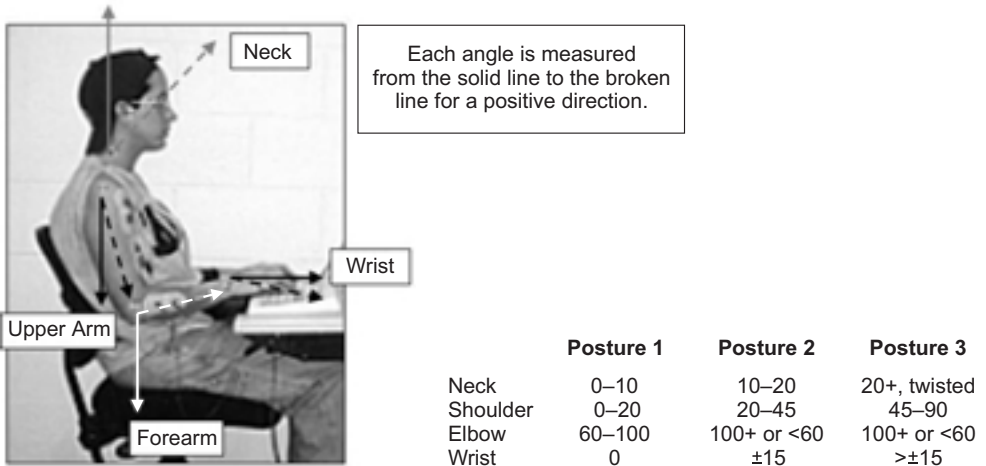 Neck
Each angle is measured
from the solid line to the broken
line for a positive direction.
Wrist
Upper Arm
Forearm
Posture 1 Posture 2 Posture 3
Neck 0–10 10–20 20+, twisted
Shoulder 0–20 20–45 45–90
Elbow 60–100 100+ or <60 100+ or <60
Wrist 0 ±15 >±15